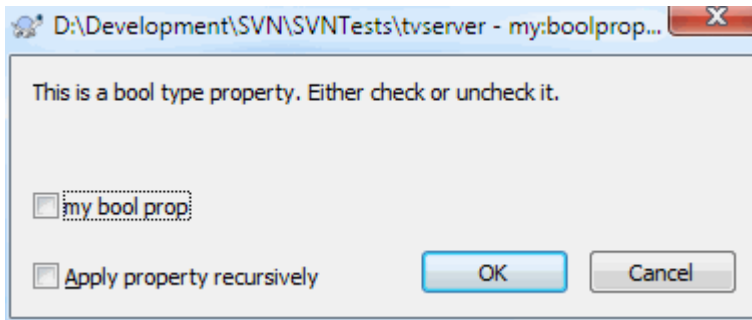 D:\Development\SVN\SVNTests\tvserver - my:boolprop...
This is a bool type property. Either check or uncheck it.
my bool prop
Apply property recursively
OK
Cancel